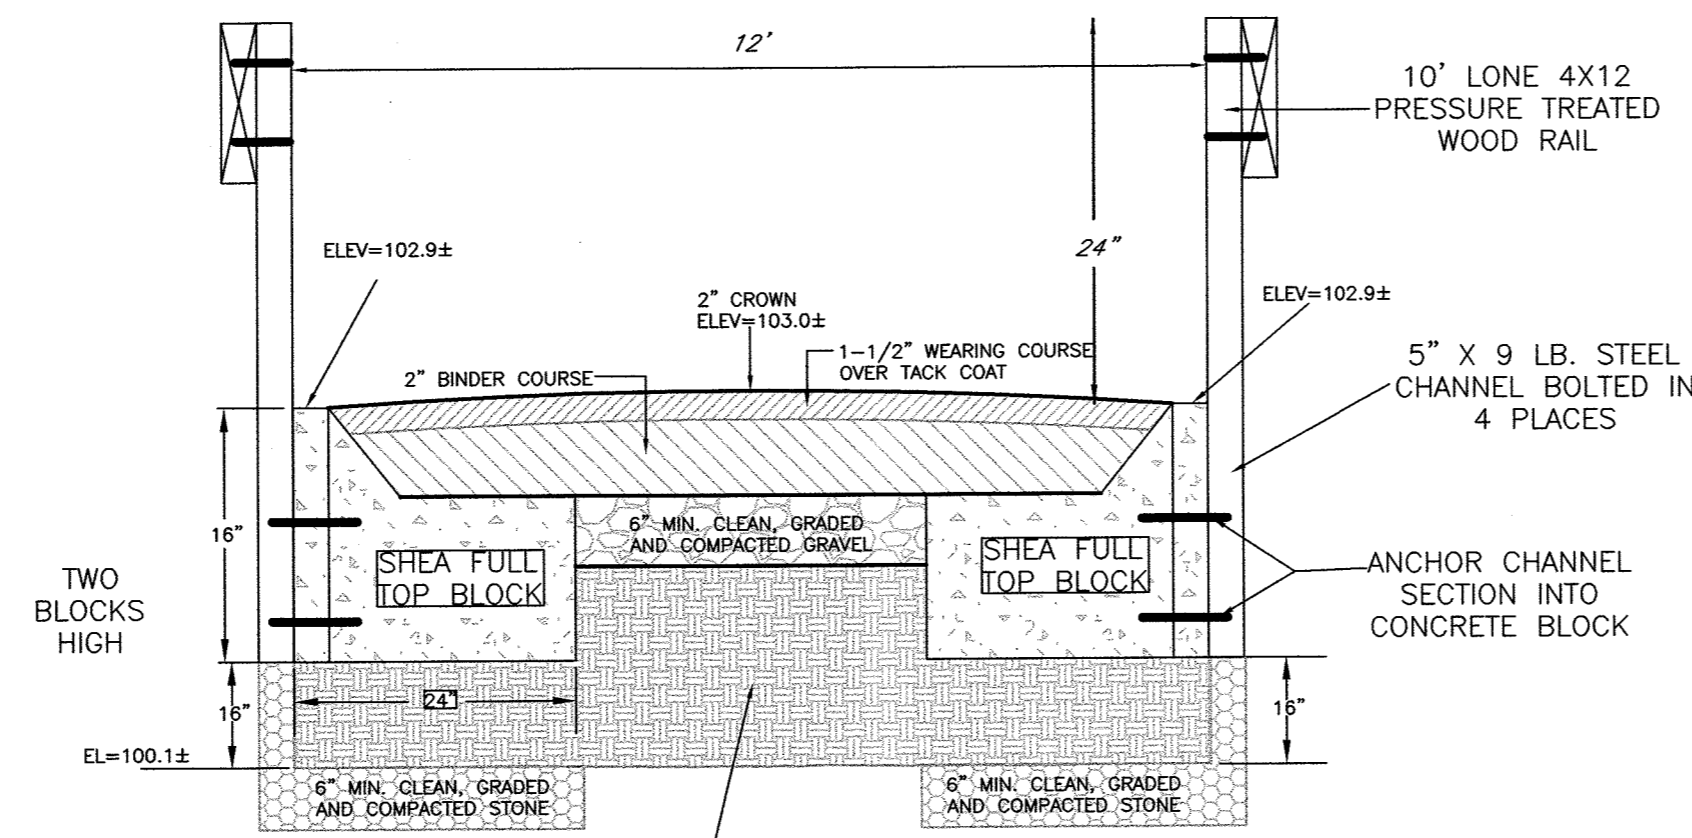 12'
10' LONE 4X12
PRESSURE TREATED
WOOD RAIL
ELEV=102.9±
24"
2" CROWN
ELEV=103.0±
ELEV=102.9±
1-1/2" WEARING COURSE
OVER TACK COAT
2" BINDER COURSE
5" X 9 LB. STEEL
CHANNEL BOLTED IN
4 PLACES
16"
6" MIN. CLEAN, GRADED
AND COMPACTED GRAVEL
SHEA FULL
TOP BLOCK
SHEA FULL
TOP BLOCK
TWO
BLOCKS
HIGH
ANCHOR CHANNEL
SECTION INTO
CONCRETE BLOCK
24"
16"
16"
EL=100.1±
6" MIN. CLEAN, GRADED
AND COMPACTED STONE
6" MIN. CLEAN, GRADED
AND COMPACTED STONE